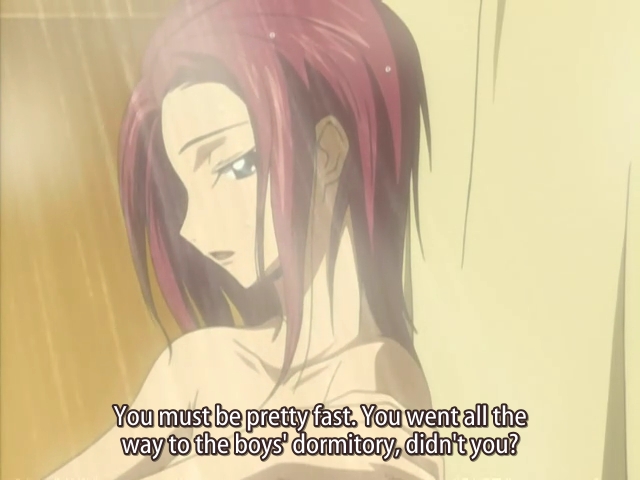 You must be pretty fast. You went all the
way to the boys' dormitory, didn't you?